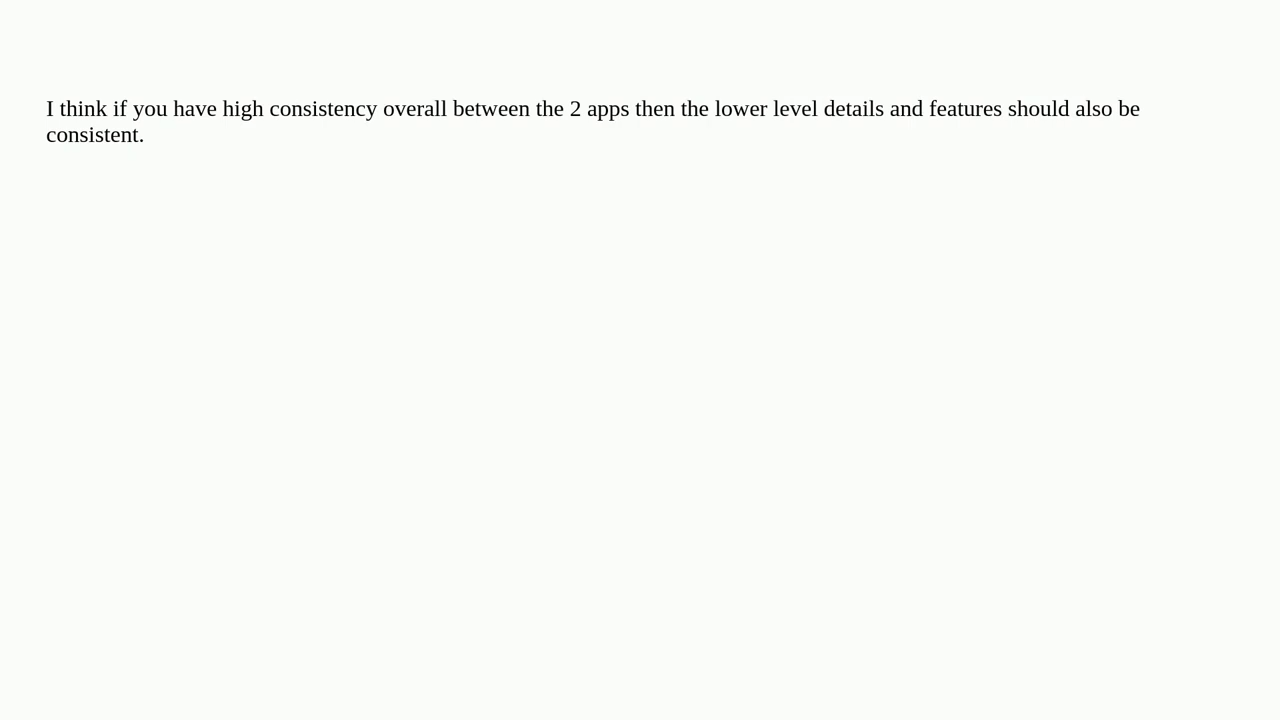 I think if you have high consistency overall between the 2 apps then the lower level details and features should also be
consistent.